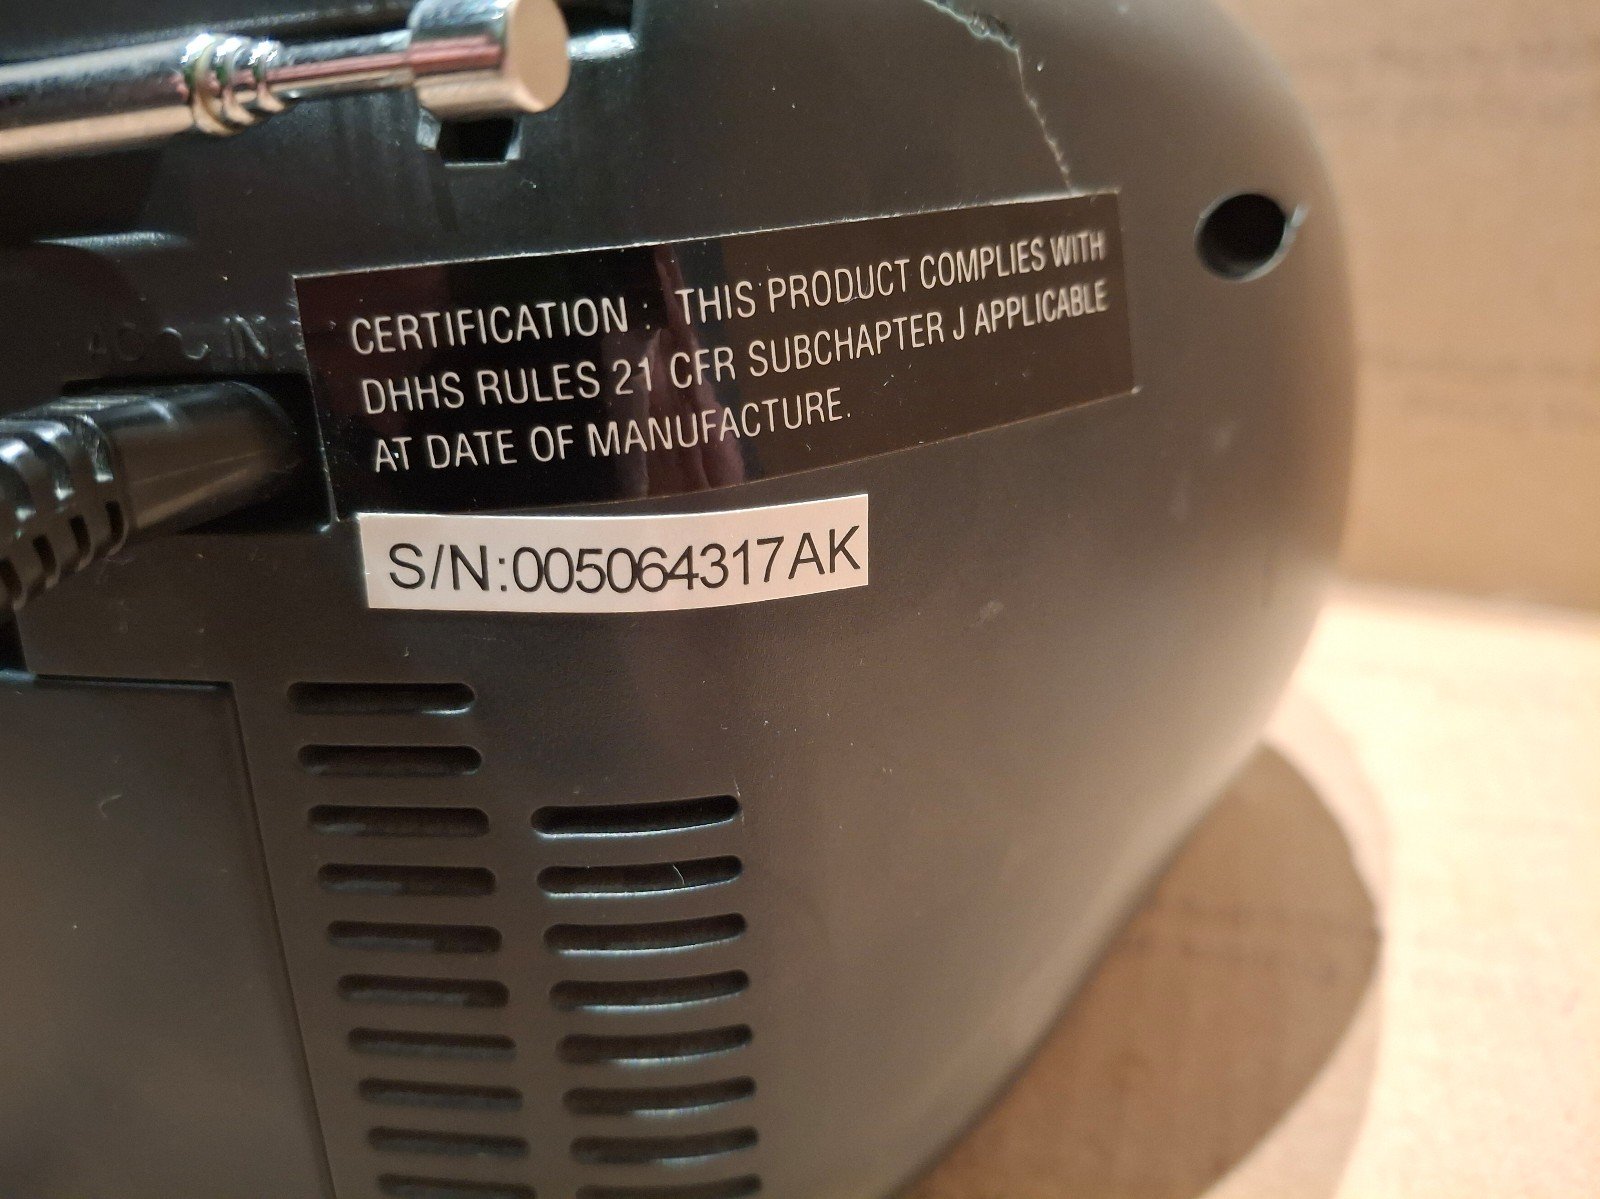 CERTIFICATION : THIS PRODUCT COMPLIES WITH
DHHS RULES 21 CFR SUBCHAPTER J APPLICABLE
AT DATE OF MANUFACTURE.
S/N:005064317AK